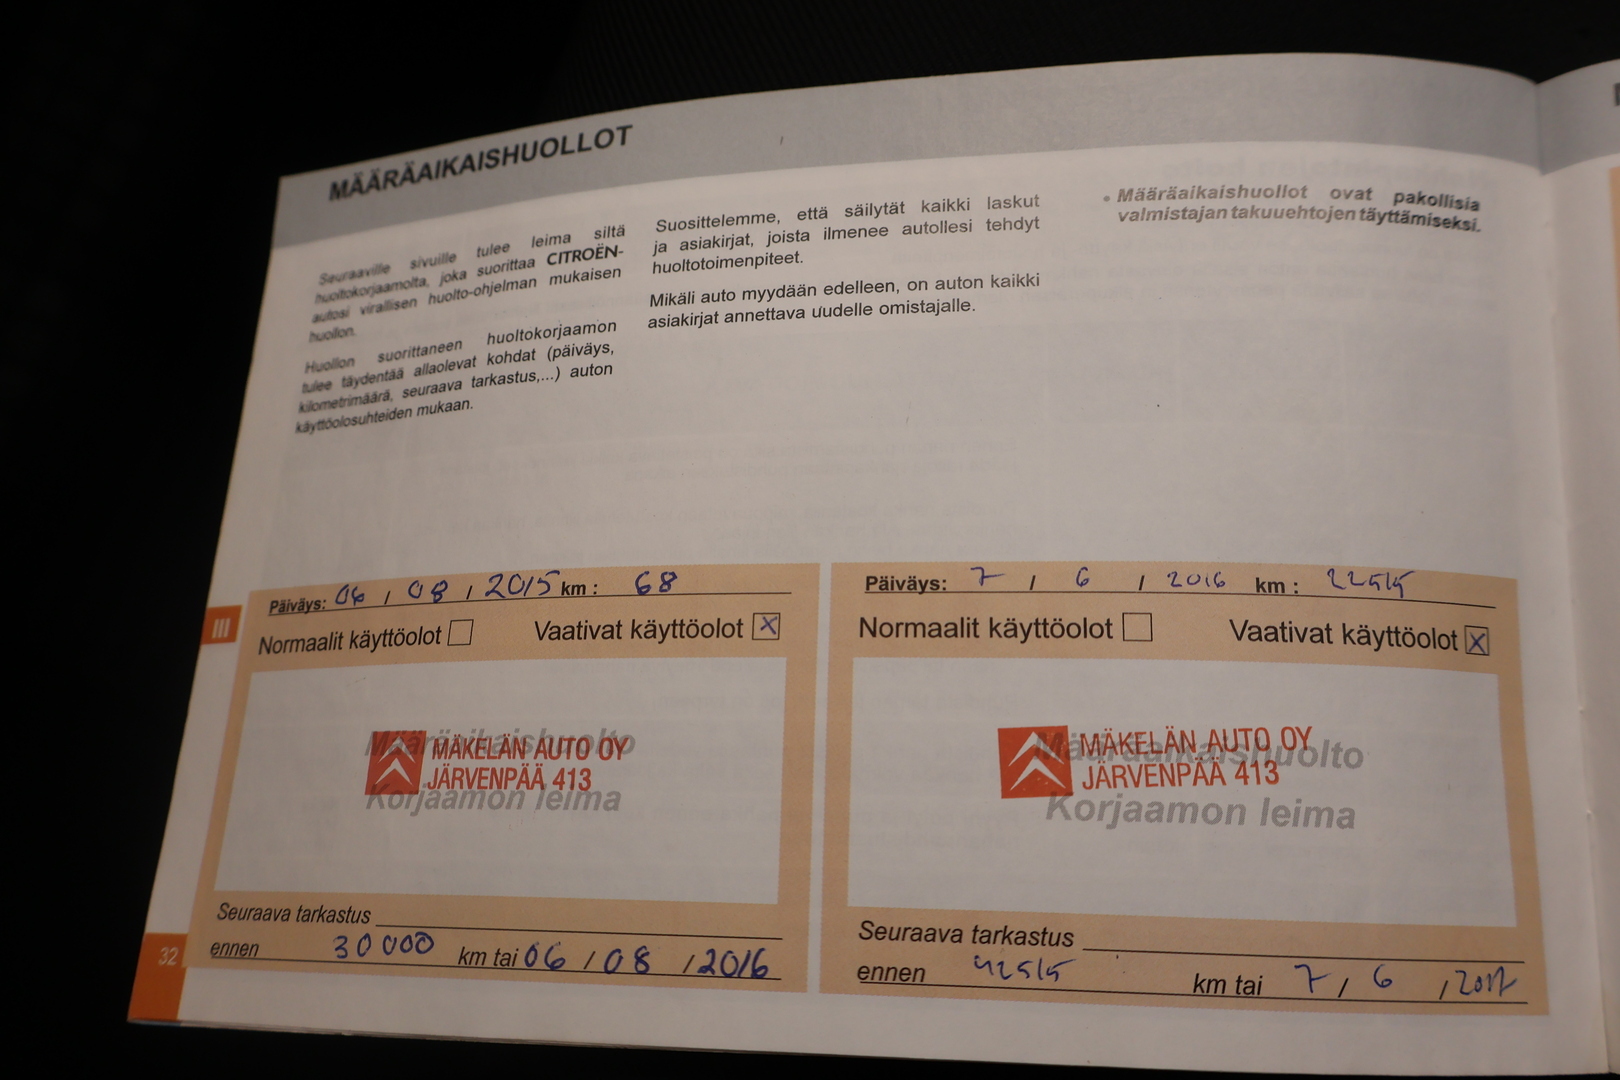 MÄÄRÄAIKAISHUOLLOT
Seuraaville sivuille tulee leima siltä
huoltokorjaamolta, joka suorittaa CITROËN-
autosi virallisen huolto-ohjelman mukaisen
huollon.
Huollon suorittaneen huoltokorjaamon
tulee täydentää allaolevat kohdat (päiväys,
kilometrimäärä, seuraava tarkastus,...) auton
käyttöolosuhteiden mukaan.
Suosittelemme, että säilytät kaikki laskut
ja asiakirjat, joista ilmenee autollesi tehdyt
huoltotoimenpiteet.
Mikäli auto myydään edelleen, on auton kaikki
asiakirjat annettava uudelle omistajalle.
• Määräaikaishuollot ovat pakollisia
valmistajan takuuehtojen täyttämiseksi.
III
Päiväys: 06 / 08 / 2015 km : 68
Normaalit käyttöolot Vaativat käyttöolot X
Määräaikaishuolto
MÄKELÄN AUTO OY
JÄRVENPÄÄ 413
Korjaamon leima
Seuraava tarkastus
ennen 30 000 km tai 06 / 08 / 2016
Päiväys: 7 / 6 / 2016 km : 22515
Normaalit käyttöolot Vaativat käyttöolot X
Määräaikaishuolto
MÄKELÄN AUTO OY
JÄRVENPÄÄ 413
Korjaamon leima
Seuraava tarkastus
ennen 42515 km tai 7 / 6 / 2017
32